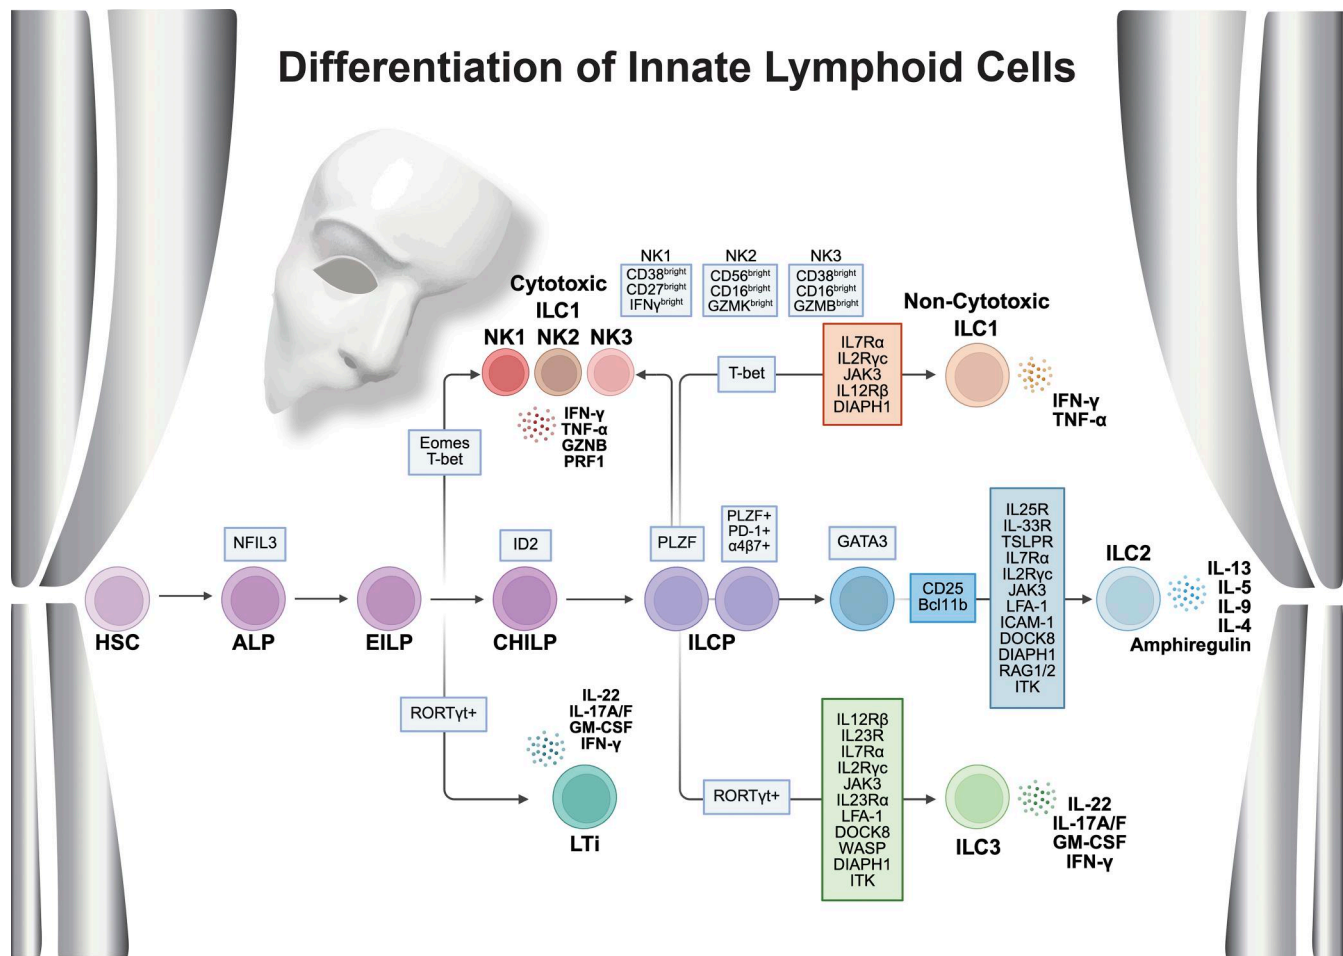 Differentiation of Innate Lymphoid Cells
NK1
CD38bright
CD27bright
IFNγbright
NK2
CD56bright
CD16bright
GZMKbright
NK3
CD38bright
CD16bright
GZMBbright
Cytotoxic
ILC1
NK1 NK2 NK3
IFN-γ
TNF-α
GZNB
PRF1
Eomes
T-bet
T-bet
IL7Rα
IL2Rγc
JAK3
IL12Rβ
DIAPH1
Non-Cytotoxic
ILC1
IFN-γ
TNF-α
NFIL3
ID2
PLZF
PLZF+
PD-1+
α4β7+
GATA3
CD25
Bcl11b
IL25R
IL-33R
TSLPR
IL7Rα
IL2Rγc
JAK3
LFA-1
ICAM-1
DOCK8
DIAPH1
RAG1/2
ITK
ILC2
IL-13
IL-5
IL-9
IL-4
Amphiregulin
HSC
ALP
EILP
CHILP
ILCP
RORTγt+
IL-22
IL-17A/F
GM-CSF
IFN-γ
LTi
RORTγt+
IL12Rβ
IL23R
IL7Rα
IL2Rγc
JAK3
IL23Rα
LFA-1
DOCK8
WASP
DIAPH1
ITK
ILC3
IL-22
IL-17A/F
GM-CSF
IFN-γ